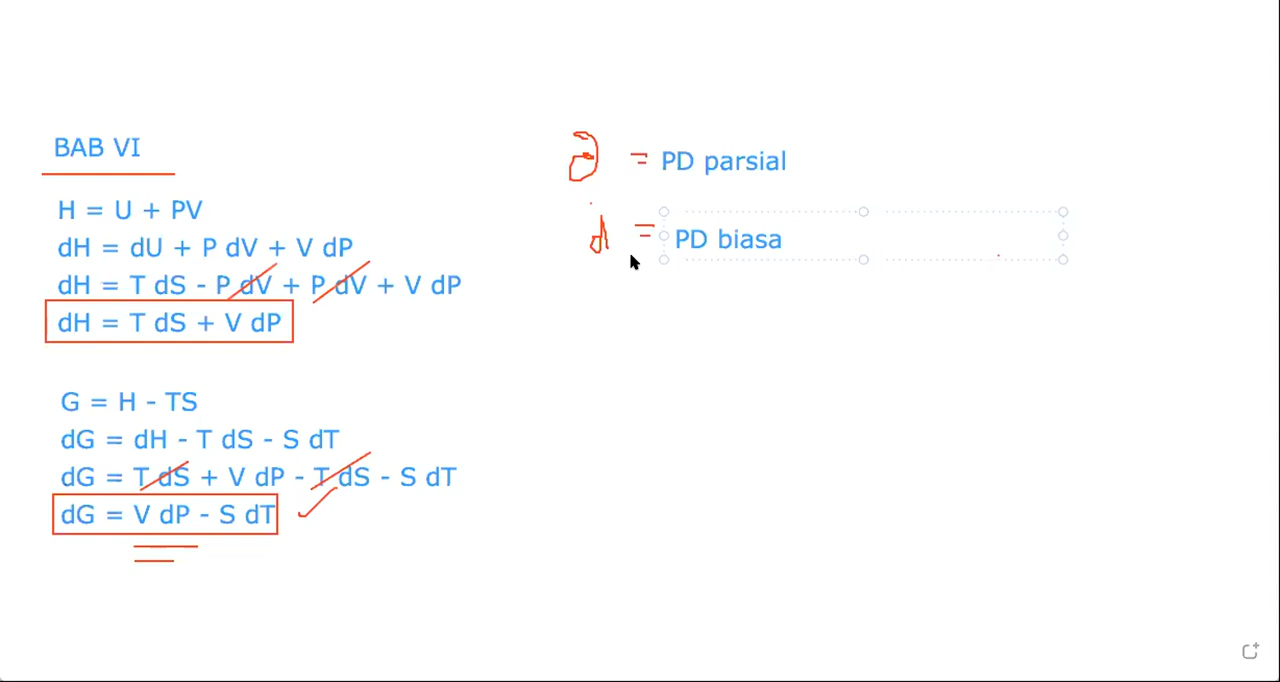 BAB VI
H = U + PV
dH = dU + P dV + V dP
dH = T dS - P dV + P dV + V dP
dH = T dS + V dP
G = H - TS
dG = dH - T dS - S dT
dG = T dS + V dP - T dS - S dT
dG = V dP - S dT
∂ = PD parsial
d = PD biasa